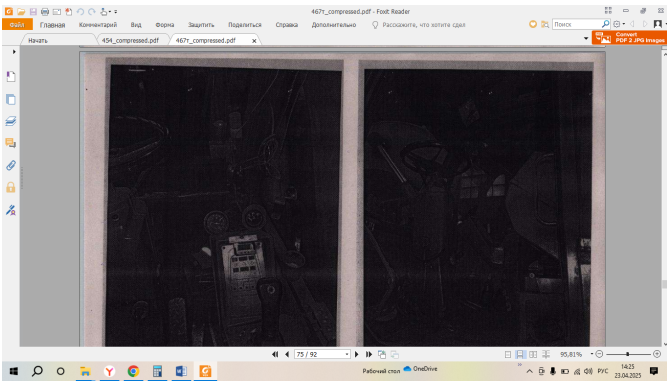 467т_compressed.pdf - Foxit Reader
Файл Главная Комментарий Вид Форма Защитить Поделиться Справка Дополнительно Расскажите, что хотите сдел Поиск
Начать 454_compressed.pdf 467т_compressed.pdf x
Convert
PDF 2 JPG Images
75 / 92 95,81%
Рабочий стол OneDrive РУС 14:25
23.04.2025